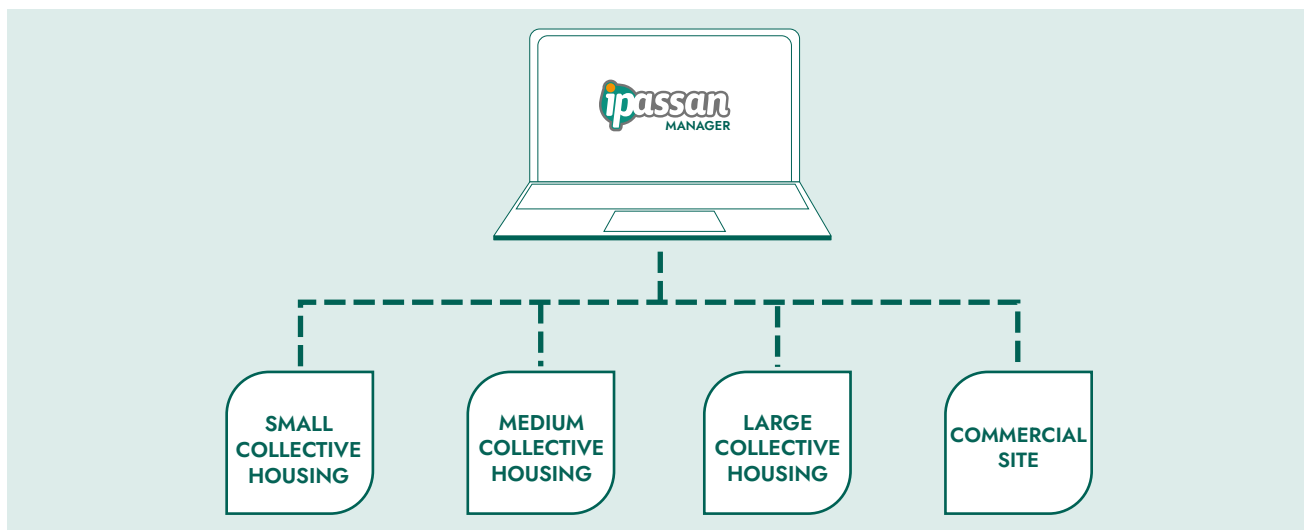 ipassan
MANAGER
SMALL
COLLECTIVE
HOUSING
MEDIUM
COLLECTIVE
HOUSING
LARGE
COLLECTIVE
HOUSING
COMMERCIAL
SITE